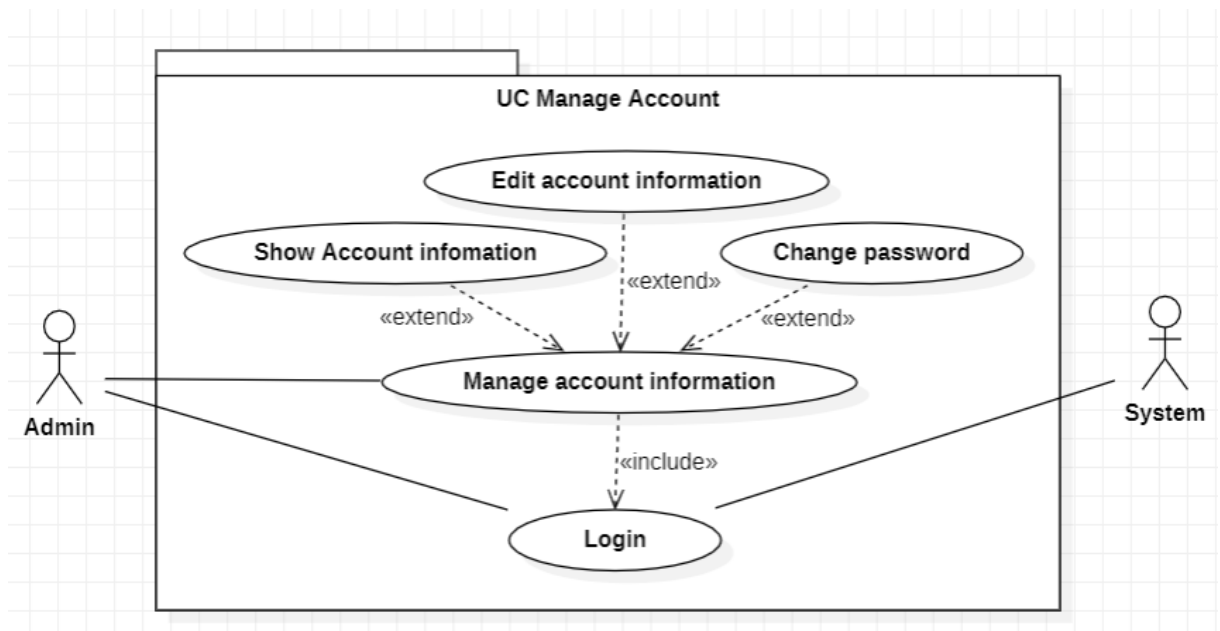 UC Manage Account
Edit account information
Show Account infomation
Change password
«extend»
«extend»
«extend»
Manage account information
Admin
System
«include»
Login